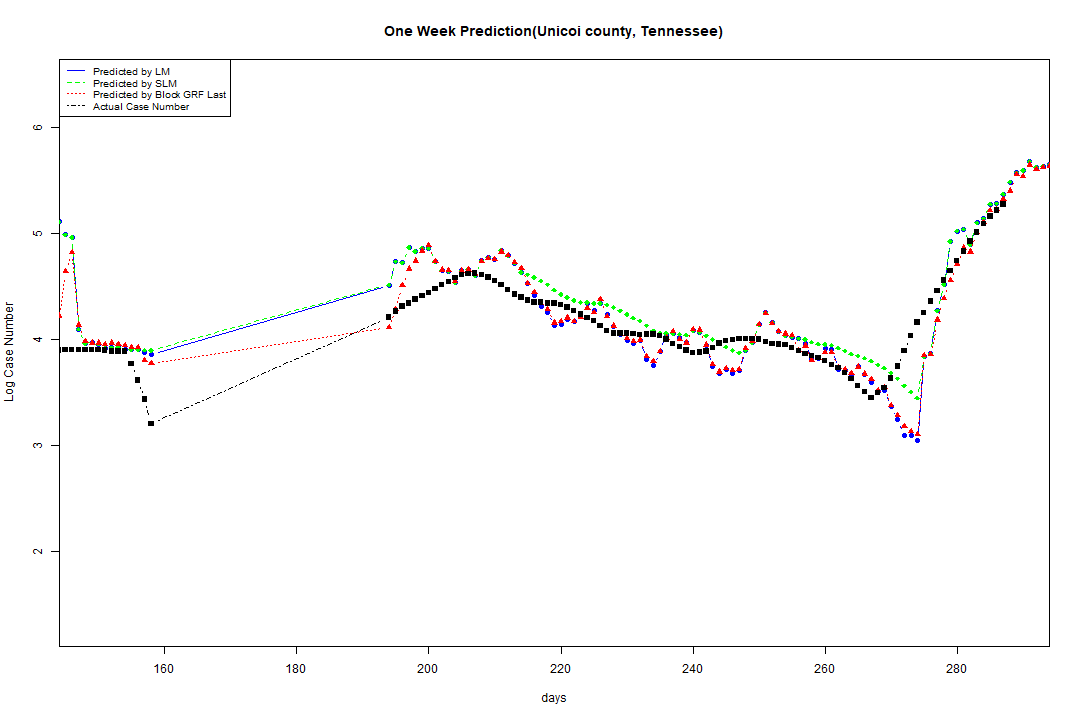 One Week Prediction(Unicoi county, Tennessee)
Predicted by LM
Predicted by SLM
Predicted by Block GRF Last
Actual Case Number
6
5
4
3
2
Log Case Number
160 180 200 220 240 260 280
days